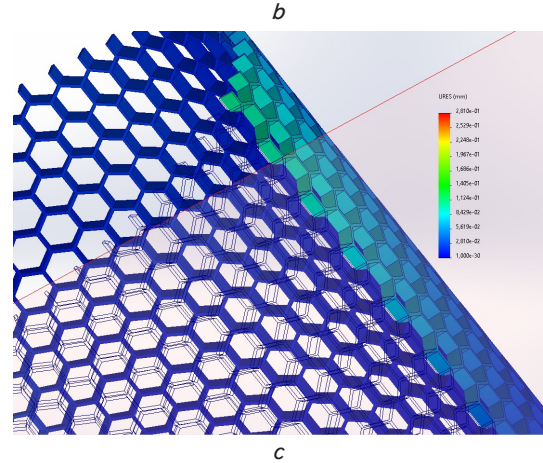 b
URES (mm)
2,810e-01
2,529e-01
2,248e-01
1,967e-01
1,686e-01
1,405e-01
1,124e-01
8,429e-02
5,619e-02
2,810e-02
1,000e-30
c